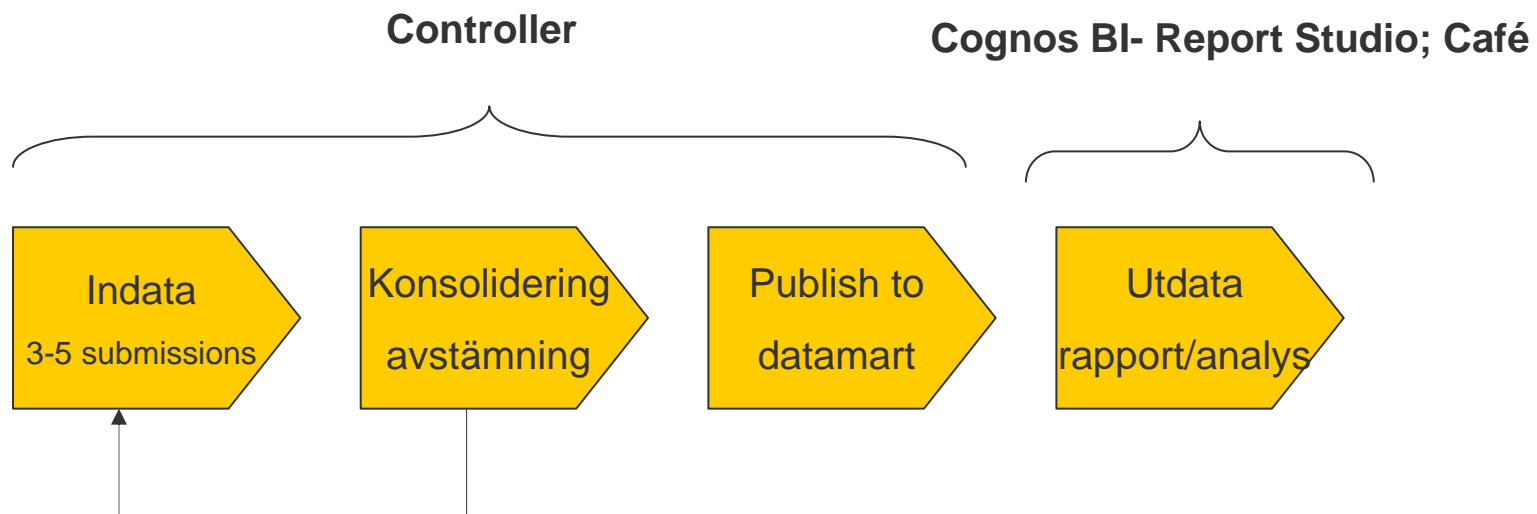 Controller
Cognos BI- Report Studio; Café
Indata
3-5 submissions
Konsolidering
avstämning
Publish to
datamart
Utdata
rapport/analys